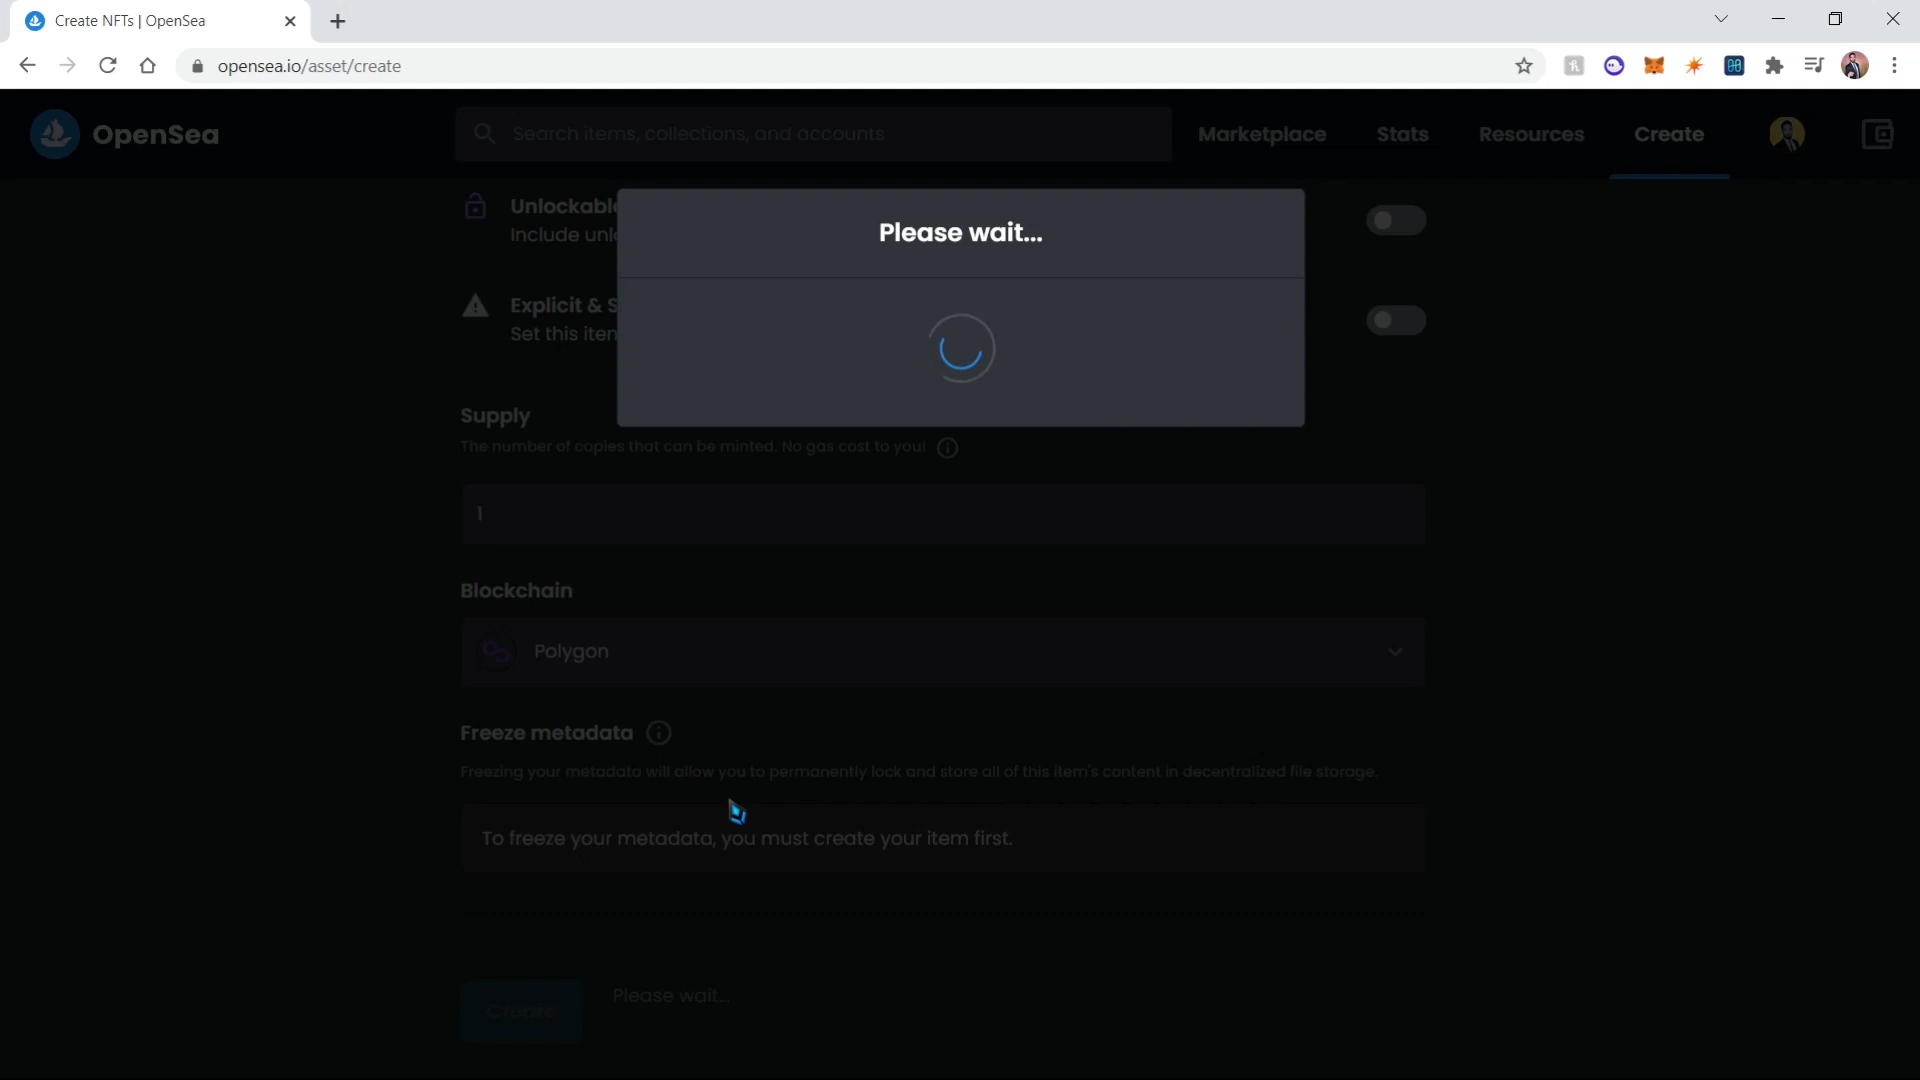 Create NFTs | OpenSea
opensea.io/asset/create
OpenSea
Search items, collections, and accounts
Marketplace
Stats
Resources
Create
Please wait...
Unlockable
Include unl
Explicit & S
Set this item
Supply
The number of copies that can be minted. No gas cost to you!
1
Blockchain
Polygon
Freeze metadata
Freezing your metadata will allow you to permanently lock and store all of this item's content in decentralized file storage.
To freeze your metadata, you must create your item first.
Create
Please wait...